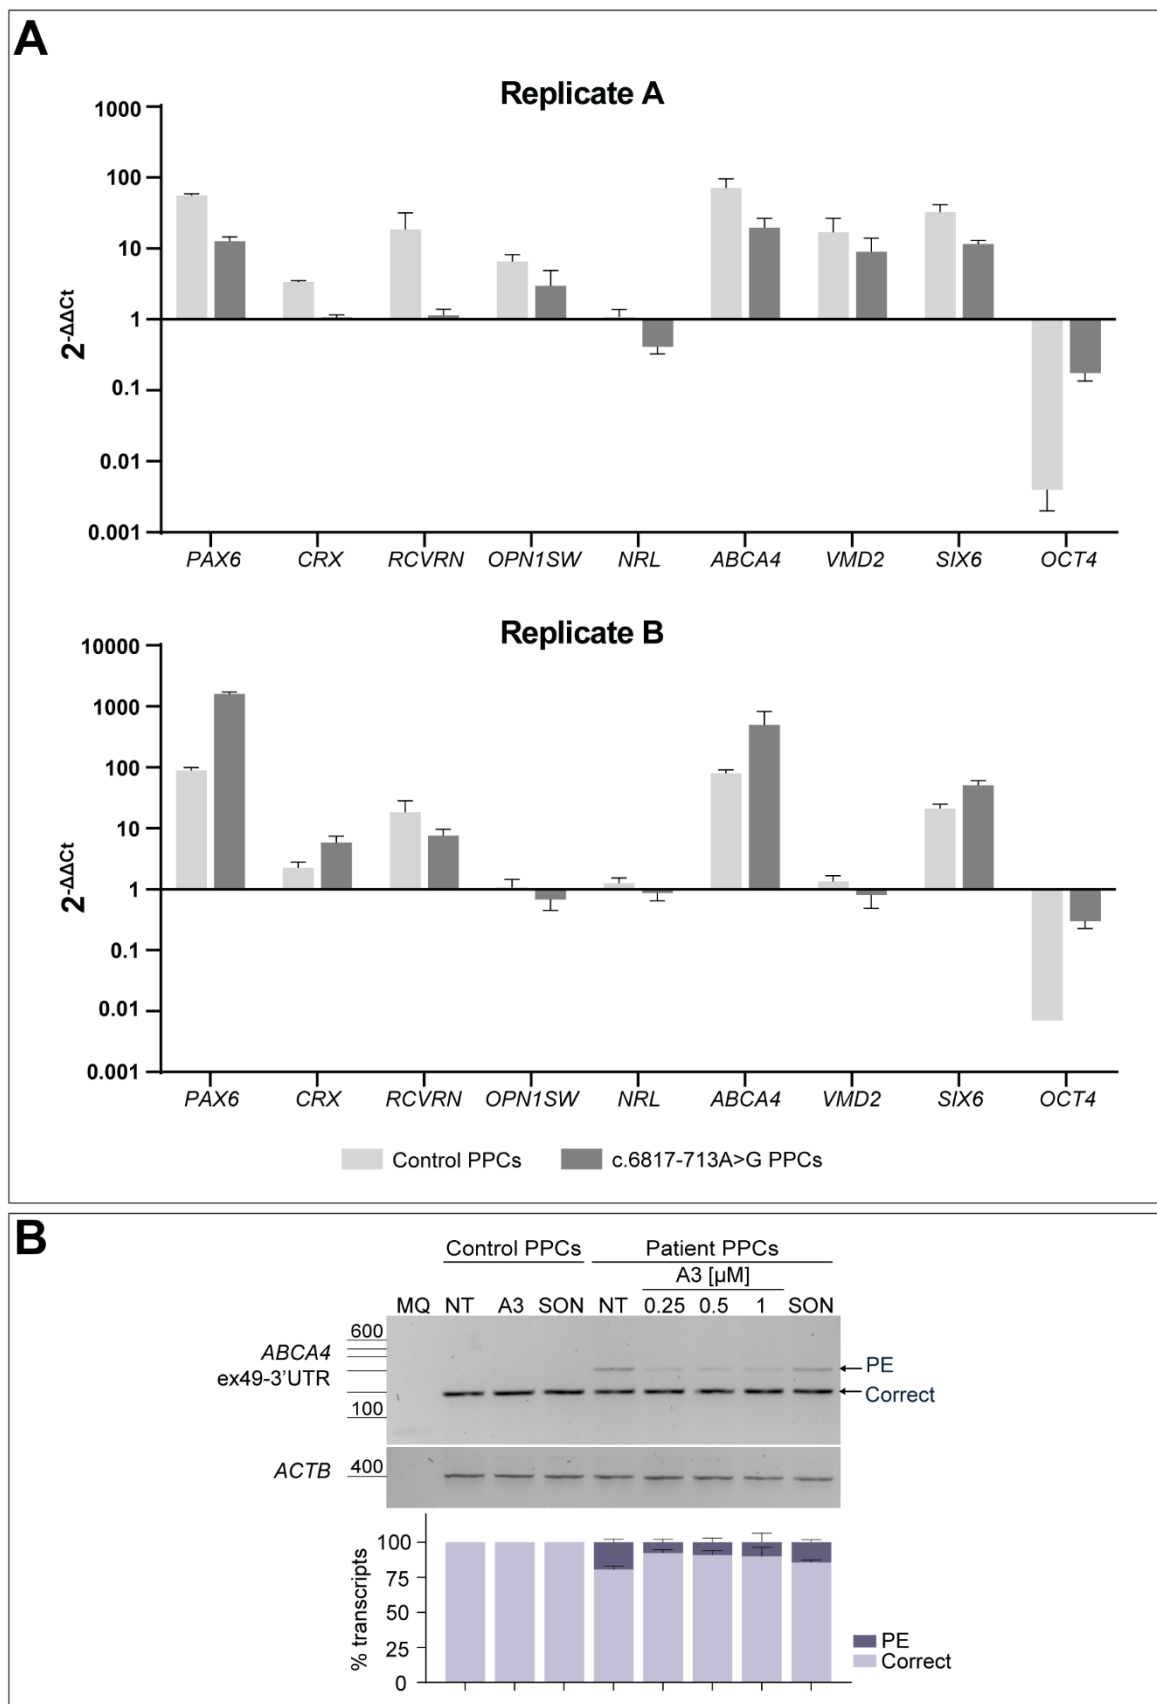 A
Replicate A
1000
100
10
1
0.1
0.01
0.001
2-ΔΔCt
PAX6 CRX RCVRN OPN1SW NRL ABCA4 VMD2 SIX6 OCT4
Replicate B
10000
1000
100
10
1
0.1
0.01
0.001
2-ΔΔCt
PAX6 CRX RCVRN OPN1SW NRL ABCA4 VMD2 SIX6 OCT4
Control PPCs c.6817-713A>G PPCs
B
Control PPCs Patient PPCs
A3 [µM]
MQ NT A3 SON NT 0.25 0.5 1 SON
600
ABCA4
ex49-3'UTR
100
PE
Correct
ACTB 400
100
75
50
25
0
% transcripts
PE
Correct